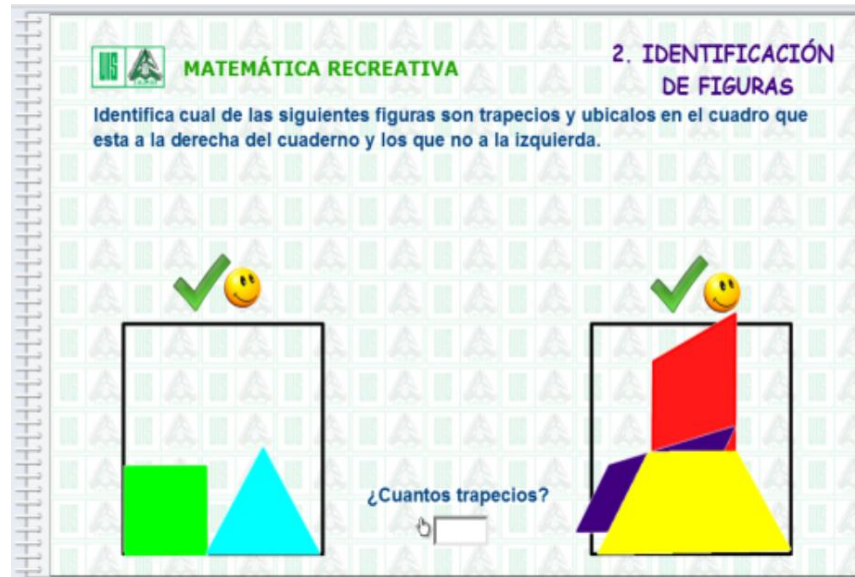 UIS
MATEMÁTICA RECREATIVA
2. IDENTIFICACIÓN
DE FIGURAS
Identifica cual de las siguientes figuras son trapecios y ubicalos en el cuadro que
esta a la derecha del cuaderno y los que no a la izquierda.
¿Cuantos trapecios?